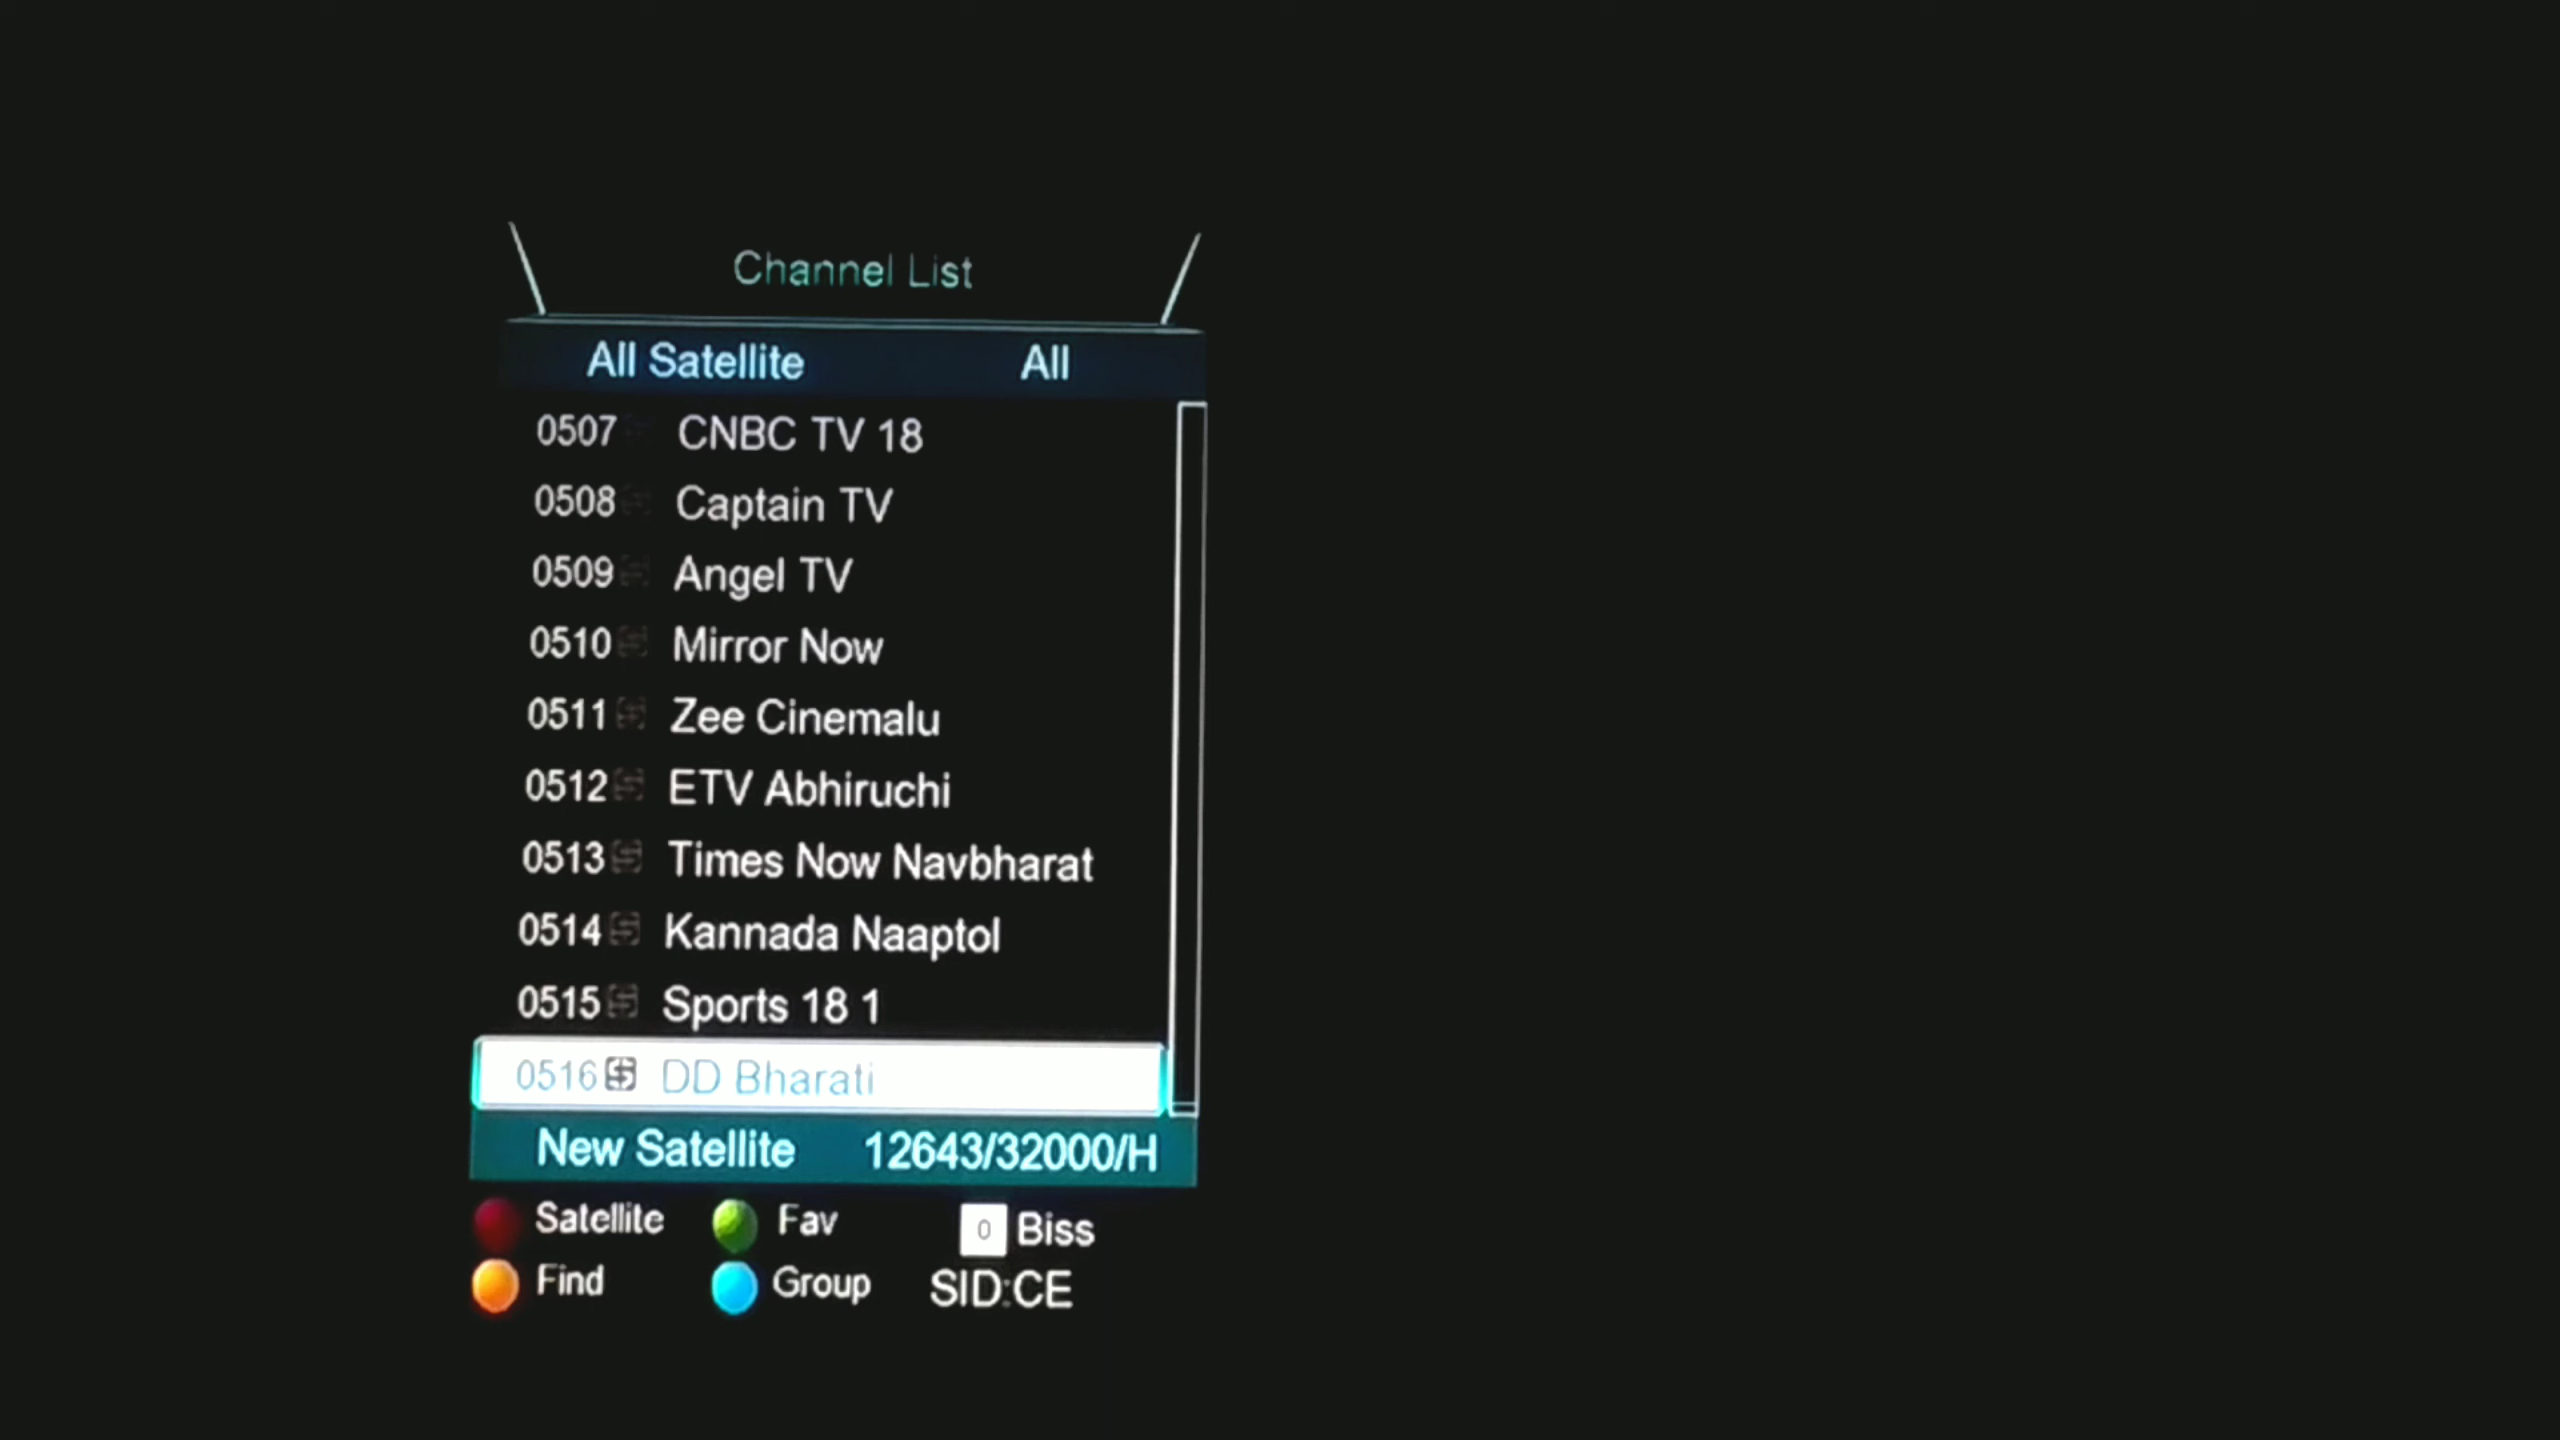 Channel List
All Satellite All
0507 CNBC TV 18
0508 Captain TV
0509 Angel TV
0510 Mirror Now
0511 Zee Cinemalu
0512 ETV Abhiruchi
0513 Times Now Navbharat
0514 Kannada Naaptol
0515 Sports 18 1
0516 $ DD Bharati
New Satellite 12643/32000/H
Satellite Fav 0 Biss
Find Group SID:CE